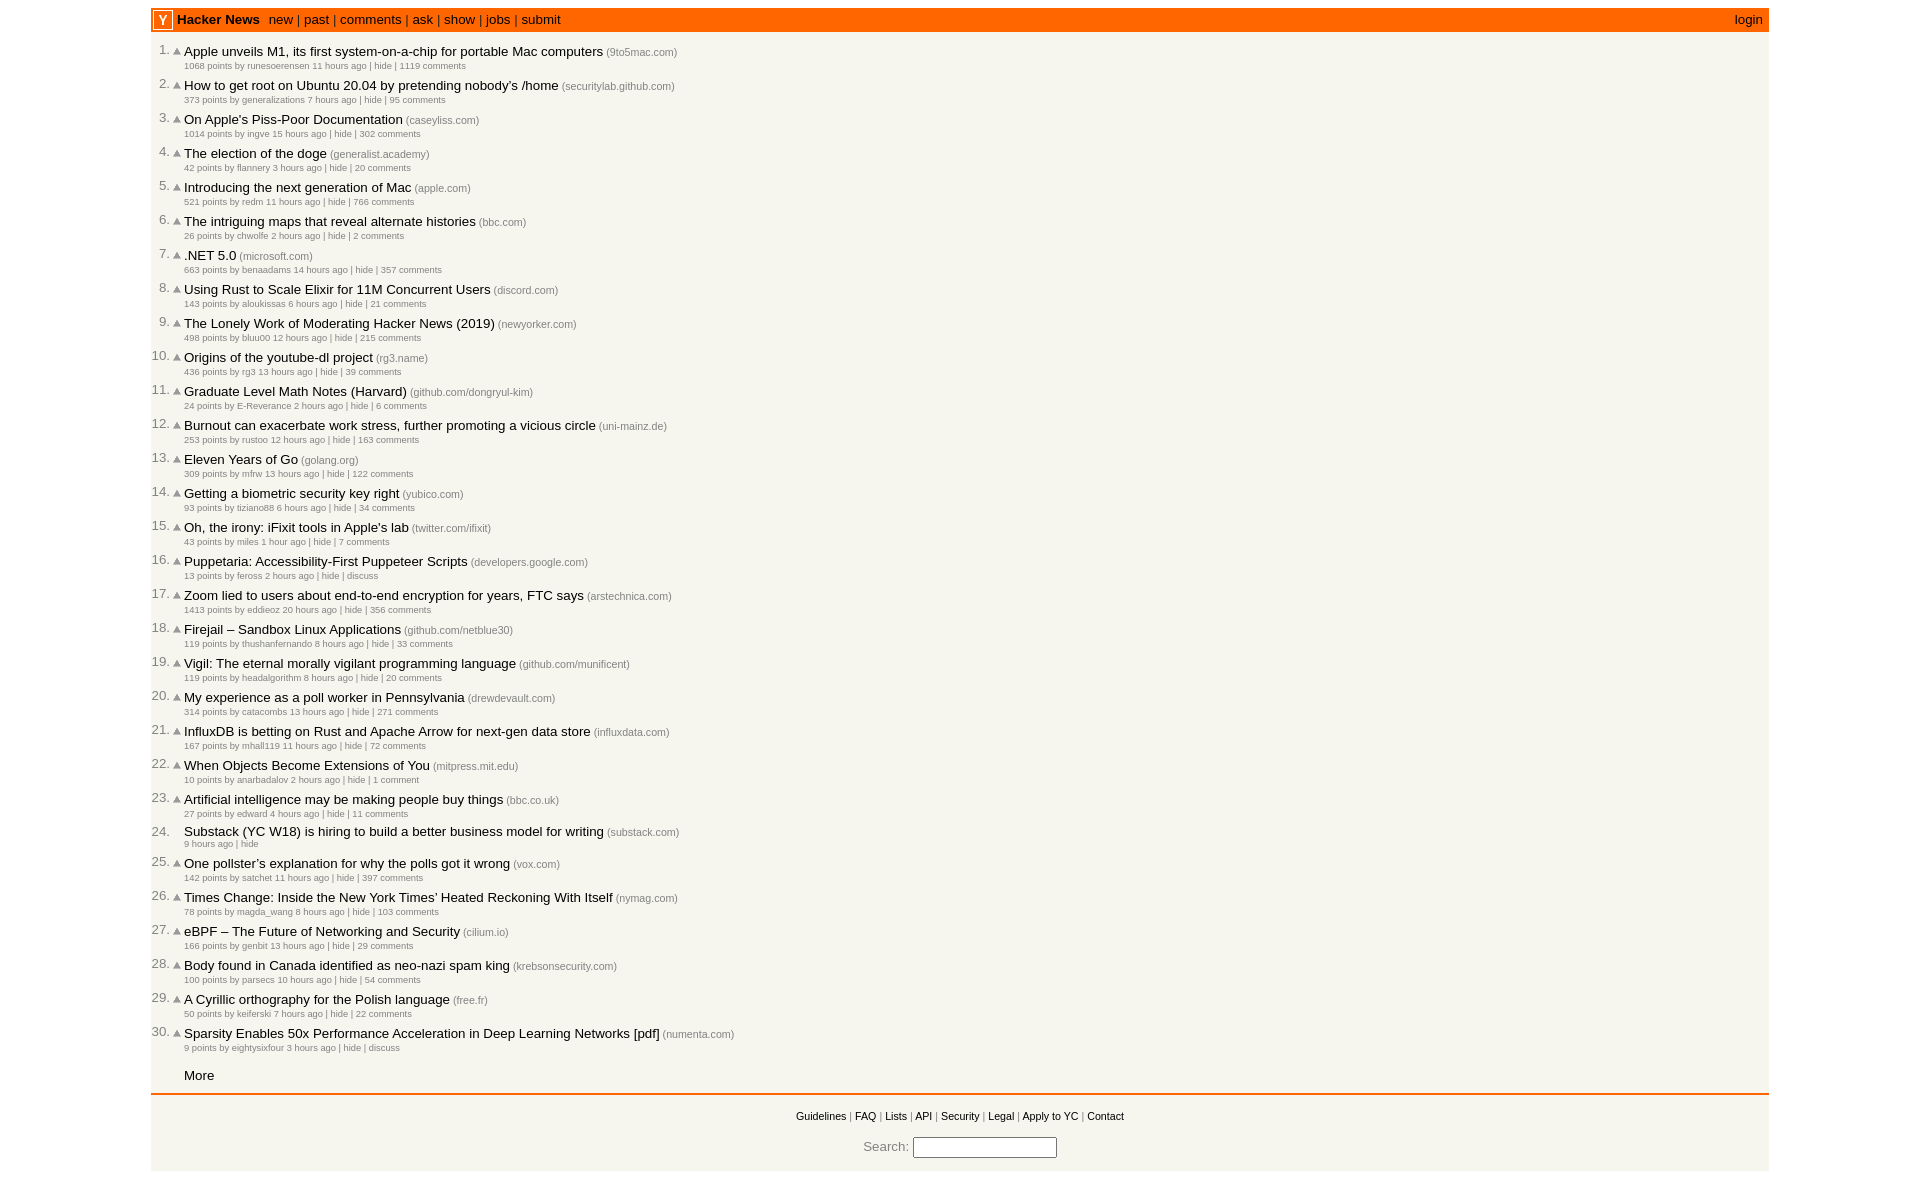 Y Hacker News new | past | comments | ask | show | jobs | submit login
1. Apple unveils M1, its first system-on-a-chip for portable Mac computers (9to5mac.com)
1068 points by runesoerensen 11 hours ago | hide | 1119 comments
2. How to get root on Ubuntu 20.04 by pretending nobody’s /home (securitylab.github.com)
373 points by generalizations 7 hours ago | hide | 95 comments
3. On Apple's Piss-Poor Documentation (caseyliss.com)
1014 points by ingve 15 hours ago | hide | 302 comments
4. The election of the doge (generalist.academy)
42 points by flannery 3 hours ago | hide | 20 comments
5. Introducing the next generation of Mac (apple.com)
521 points by redm 11 hours ago | hide | 766 comments
6. The intriguing maps that reveal alternate histories (bbc.com)
26 points by chwolfe 2 hours ago | hide | 2 comments
7. .NET 5.0 (microsoft.com)
663 points by benaadams 14 hours ago | hide | 357 comments
8. Using Rust to Scale Elixir for 11M Concurrent Users (discord.com)
143 points by aloukissas 6 hours ago | hide | 21 comments
9. The Lonely Work of Moderating Hacker News (2019) (newyorker.com)
498 points by bluu00 12 hours ago | hide | 215 comments
10. Origins of the youtube-dl project (rg3.name)
436 points by rg3 13 hours ago | hide | 39 comments
11. Graduate Level Math Notes (Harvard) (github.com/dongryul-kim)
24 points by E-Reverance 2 hours ago | hide | 6 comments
12. Burnout can exacerbate work stress, further promoting a vicious circle (uni-mainz.de)
253 points by rustoo 12 hours ago | hide | 163 comments
13. Eleven Years of Go (golang.org)
309 points by mfrw 13 hours ago | hide | 122 comments
14. Getting a biometric security key right (yubico.com)
93 points by tiziano88 6 hours ago | hide | 34 comments
15. Oh, the irony: iFixit tools in Apple's lab (twitter.com/ifixit)
43 points by miles 1 hour ago | hide | 7 comments
16. Puppetaria: Accessibility-First Puppeteer Scripts (developers.google.com)
13 points by feross 2 hours ago | hide | discuss
17. Zoom lied to users about end-to-end encryption for years, FTC says (arstechnica.com)
1413 points by eddieoz 20 hours ago | hide | 356 comments
18. Firejail – Sandbox Linux Applications (github.com/netblue30)
119 points by thushanfernando 8 hours ago | hide | 33 comments
19. Vigil: The eternal morally vigilant programming language (github.com/munificent)
119 points by headalgorithm 8 hours ago | hide | 20 comments
20. My experience as a poll worker in Pennsylvania (drewdevault.com)
314 points by catacombs 13 hours ago | hide | 271 comments
21. InfluxDB is betting on Rust and Apache Arrow for next-gen data store (influxdata.com)
167 points by mhall119 11 hours ago | hide | 72 comments
22. When Objects Become Extensions of You (mitpress.mit.edu)
10 points by anarbadalov 2 hours ago | hide | 1 comment
23. Artificial intelligence may be making people buy things (bbc.co.uk)
27 points by edward 4 hours ago | hide | 11 comments
24. Substack (YC W18) is hiring to build a better business model for writing (substack.com)
9 hours ago | hide
25. One pollster’s explanation for why the polls got it wrong (vox.com)
142 points by satchet 11 hours ago | hide | 397 comments
26. Times Change: Inside the New York Times’ Heated Reckoning With Itself (nymag.com)
78 points by magda_wang 8 hours ago | hide | 103 comments
27. eBPF – The Future of Networking and Security (cilium.io)
166 points by genbit 13 hours ago | hide | 29 comments
28. Body found in Canada identified as neo-nazi spam king (krebsonsecurity.com)
100 points by parsecs 10 hours ago | hide | 54 comments
29. A Cyrillic orthography for the Polish language (free.fr)
50 points by keiferski 7 hours ago | hide | 22 comments
30. Sparsity Enables 50x Performance Acceleration in Deep Learning Networks [pdf] (numenta.com)
9 points by eightysixfour 3 hours ago | hide | discuss
More
Guidelines | FAQ | Lists | API | Security | Legal | Apply to YC | Contact
Search: